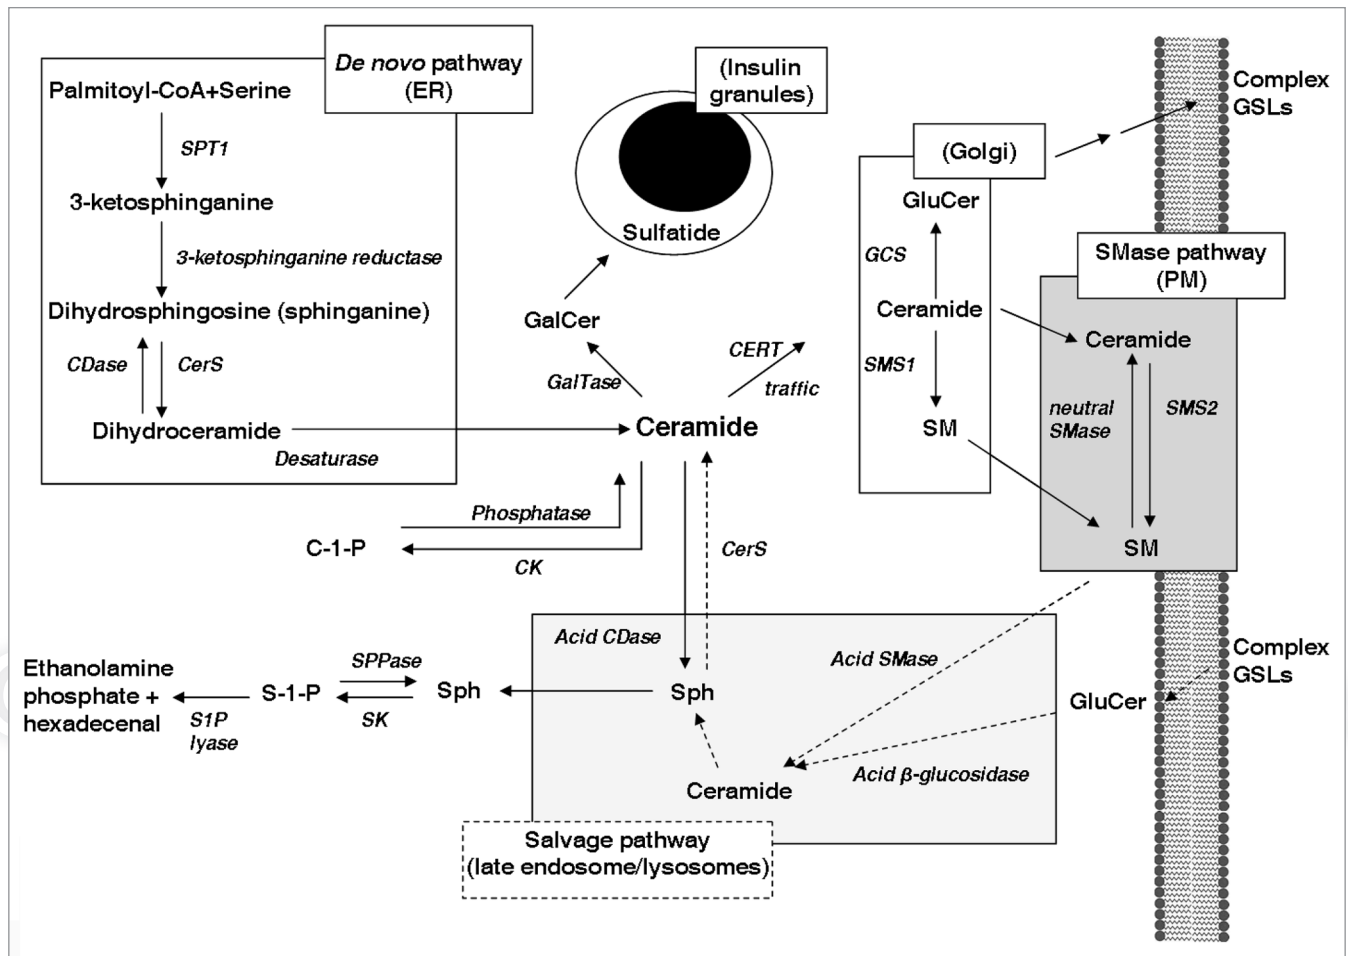 De novo pathway
(ER)
Palmitoyl-CoA+Serine
SPT1
3-ketosphinganine
3-ketosphinganine reductase
Dihydrosphingosine (sphinganine)
CDase
CerS
Dihydroceramide
Desaturase
(Insulin
granules)
Sulfatide
GalCer
GalTase
CERT
traffic
Ceramide
Phosphatase
C-1-P
CK
CerS
(Golgi)
GluCer
GCS
Ceramide
SMS1
SM
Complex
GSLs
SMase pathway
(PM)
Ceramide
neutral
SMase
SMS2
SM
Acid CDase
Acid SMase
Sph
Ceramide
Acid β-glucosidase
GluCer
Complex
GSLs
Salvage pathway
(late endosome/lysosomes)
Ethanolamine
phosphate +
hexadecenal
S1P
lyase
S-1-P
SPPase
SK
Sph